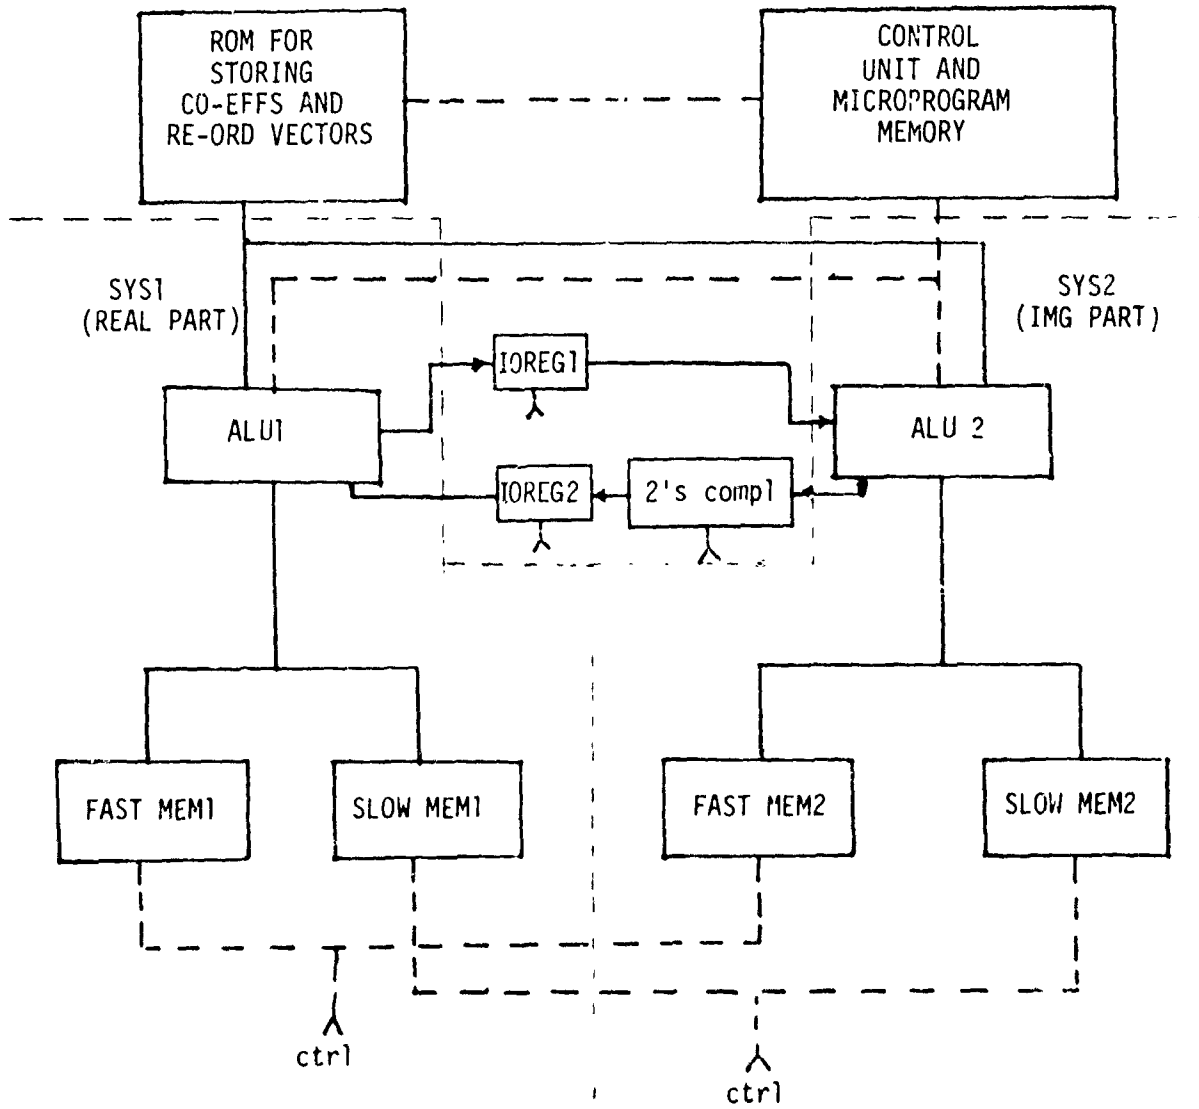 ROM FOR
STORING
CO-EFFS AND
RE-ORD VECTORS
CONTROL
UNIT AND
MICROPROGRAM
MEMORY
SYS1
(REAL PART)
SYS2
(IMG PART)
IOREG1
ALU1
ALU 2
IOREG2
2's compl
FAST MEM1
SLOW MEM1
FAST MEM2
SLOW MEM2
ctrl
ctrl